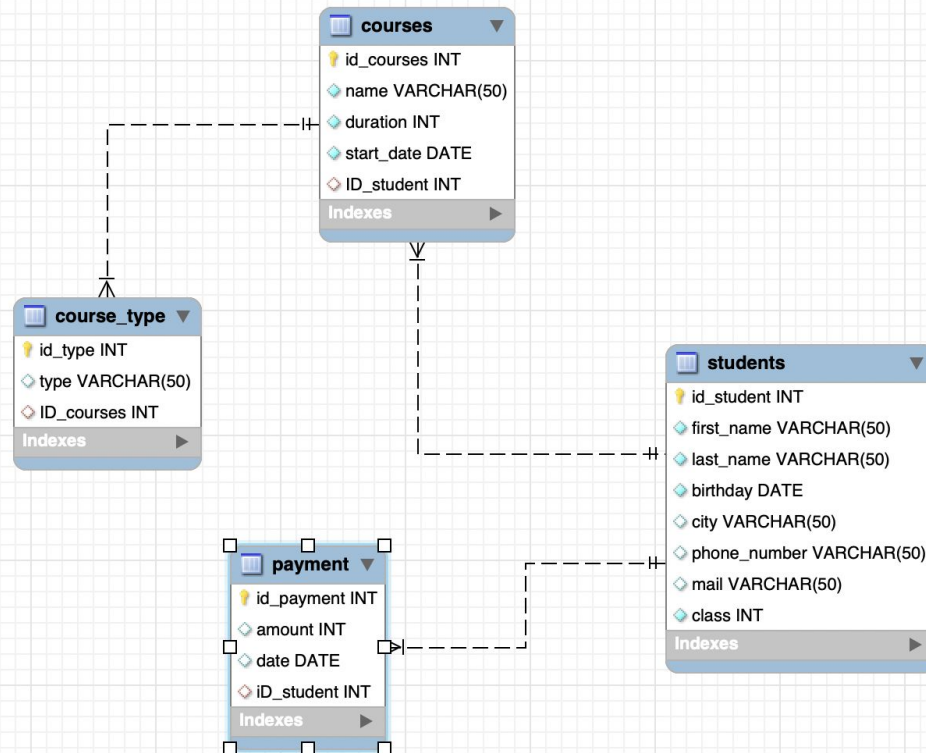 courses
id_courses INT
name VARCHAR(50)
duration INT
start_date DATE
ID_student INT
Indexes
course_type
id_type INT
type VARCHAR(50)
ID_courses INT
Indexes
students
id_student INT
first_name VARCHAR(50)
last_name VARCHAR(50)
birthday DATE
city VARCHAR(50)
phone_number VARCHAR(50)
mail VARCHAR(50)
class INT
Indexes
payment
id_payment INT
amount INT
date DATE
iD_student INT
Indexes